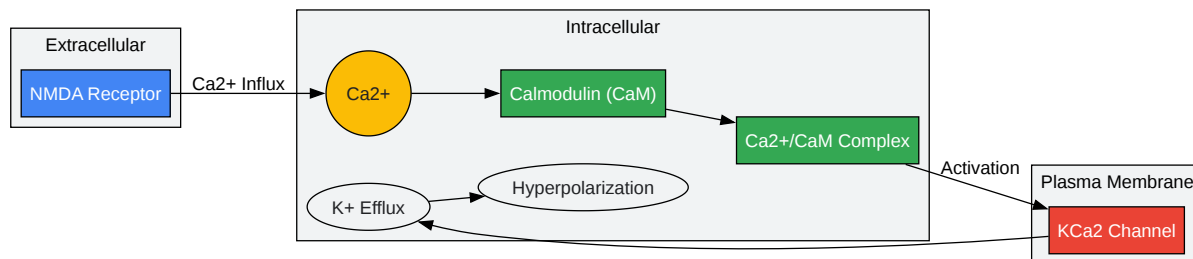 Extracellular
NMDA Receptor
Ca2+ Influx
Intracellular
Ca2+
Calmodulin (CaM)
Ca2+/CaM Complex
Activation
Plasma Membrane
KCa2 Channel
K+ Efflux
Hyperpolarization